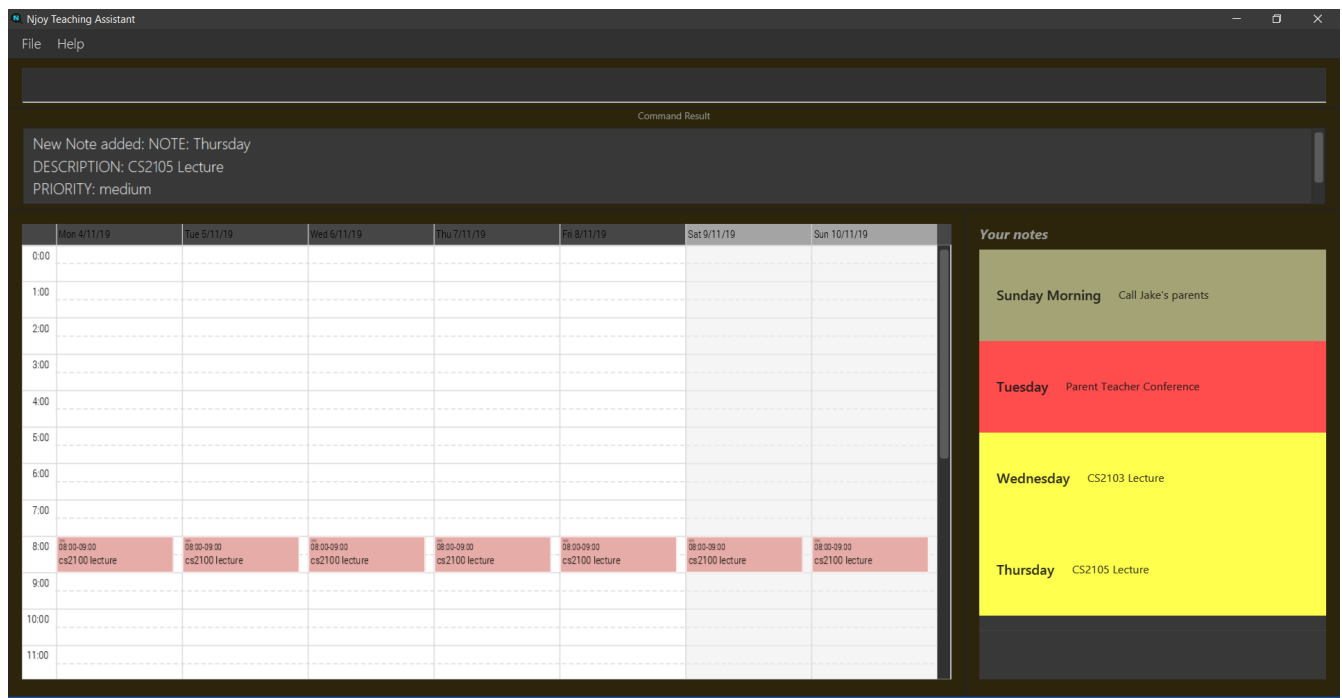 Njoy Teaching Assistant
File Help
Command Result
New Note added: NOTE: Thursday
DESCRIPTION: CS2105 Lecture
PRIORITY: medium
Mon 4/11/19 Tue 5/11/19 Wed 6/11/19 Thu 7/11/19 Fri 8/11/19 Sat 9/11/19 Sun 10/11/19
0:00
1:00
2:00
3:00
4:00
5:00
6:00
7:00
8:00 08:00-09:00 08:00-09:00 08:00-09:00 08:00-09:00 08:00-09:00 08:00-09:00 08:00-09:00
cs2100 lecture cs2100 lecture cs2100 lecture cs2100 lecture cs2100 lecture cs2100 lecture cs2100 lecture
9:00
10:00
11:00
Your notes
Sunday Morning Call Jake's parents
Tuesday Parent Teacher Conference
Wednesday CS2103 Lecture
Thursday CS2105 Lecture